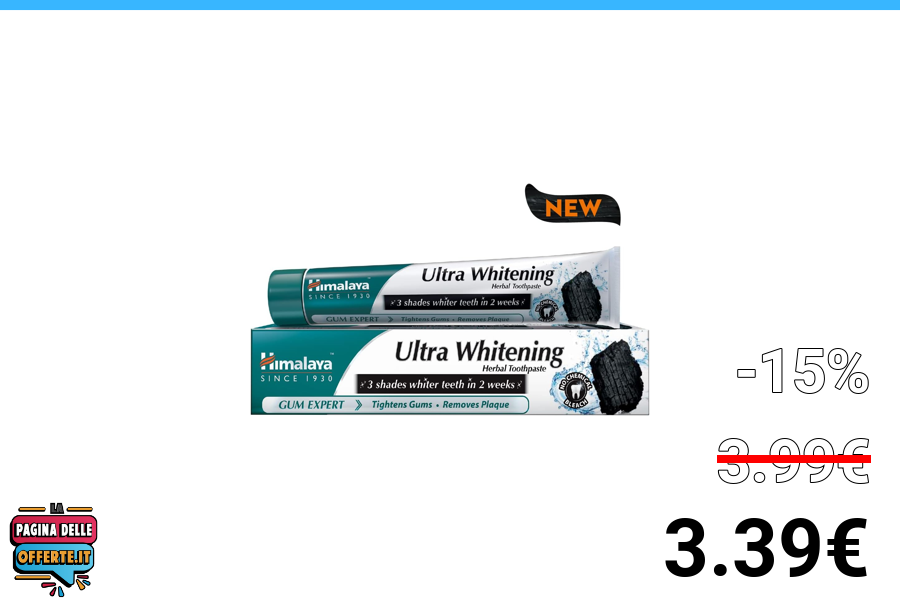 NEW
Himalaya
SINCE 1930
Ultra Whitening
Herbal Toothpaste
3 shades whiter teeth in 2 weeks
GUM EXPERT Tightens Gums • Removes Plaque
Himalaya™
SINCE 1930
Ultra Whitening
Herbal Toothpaste
3 shades whiter teeth in 2 weeks
GUM EXPERT Tightens Gums • Removes Plaque
NO CHEMICAL
BLEACH
-15%
3.99€
3.39€
LA
PAGINA DELLE
OFFERTE.IT